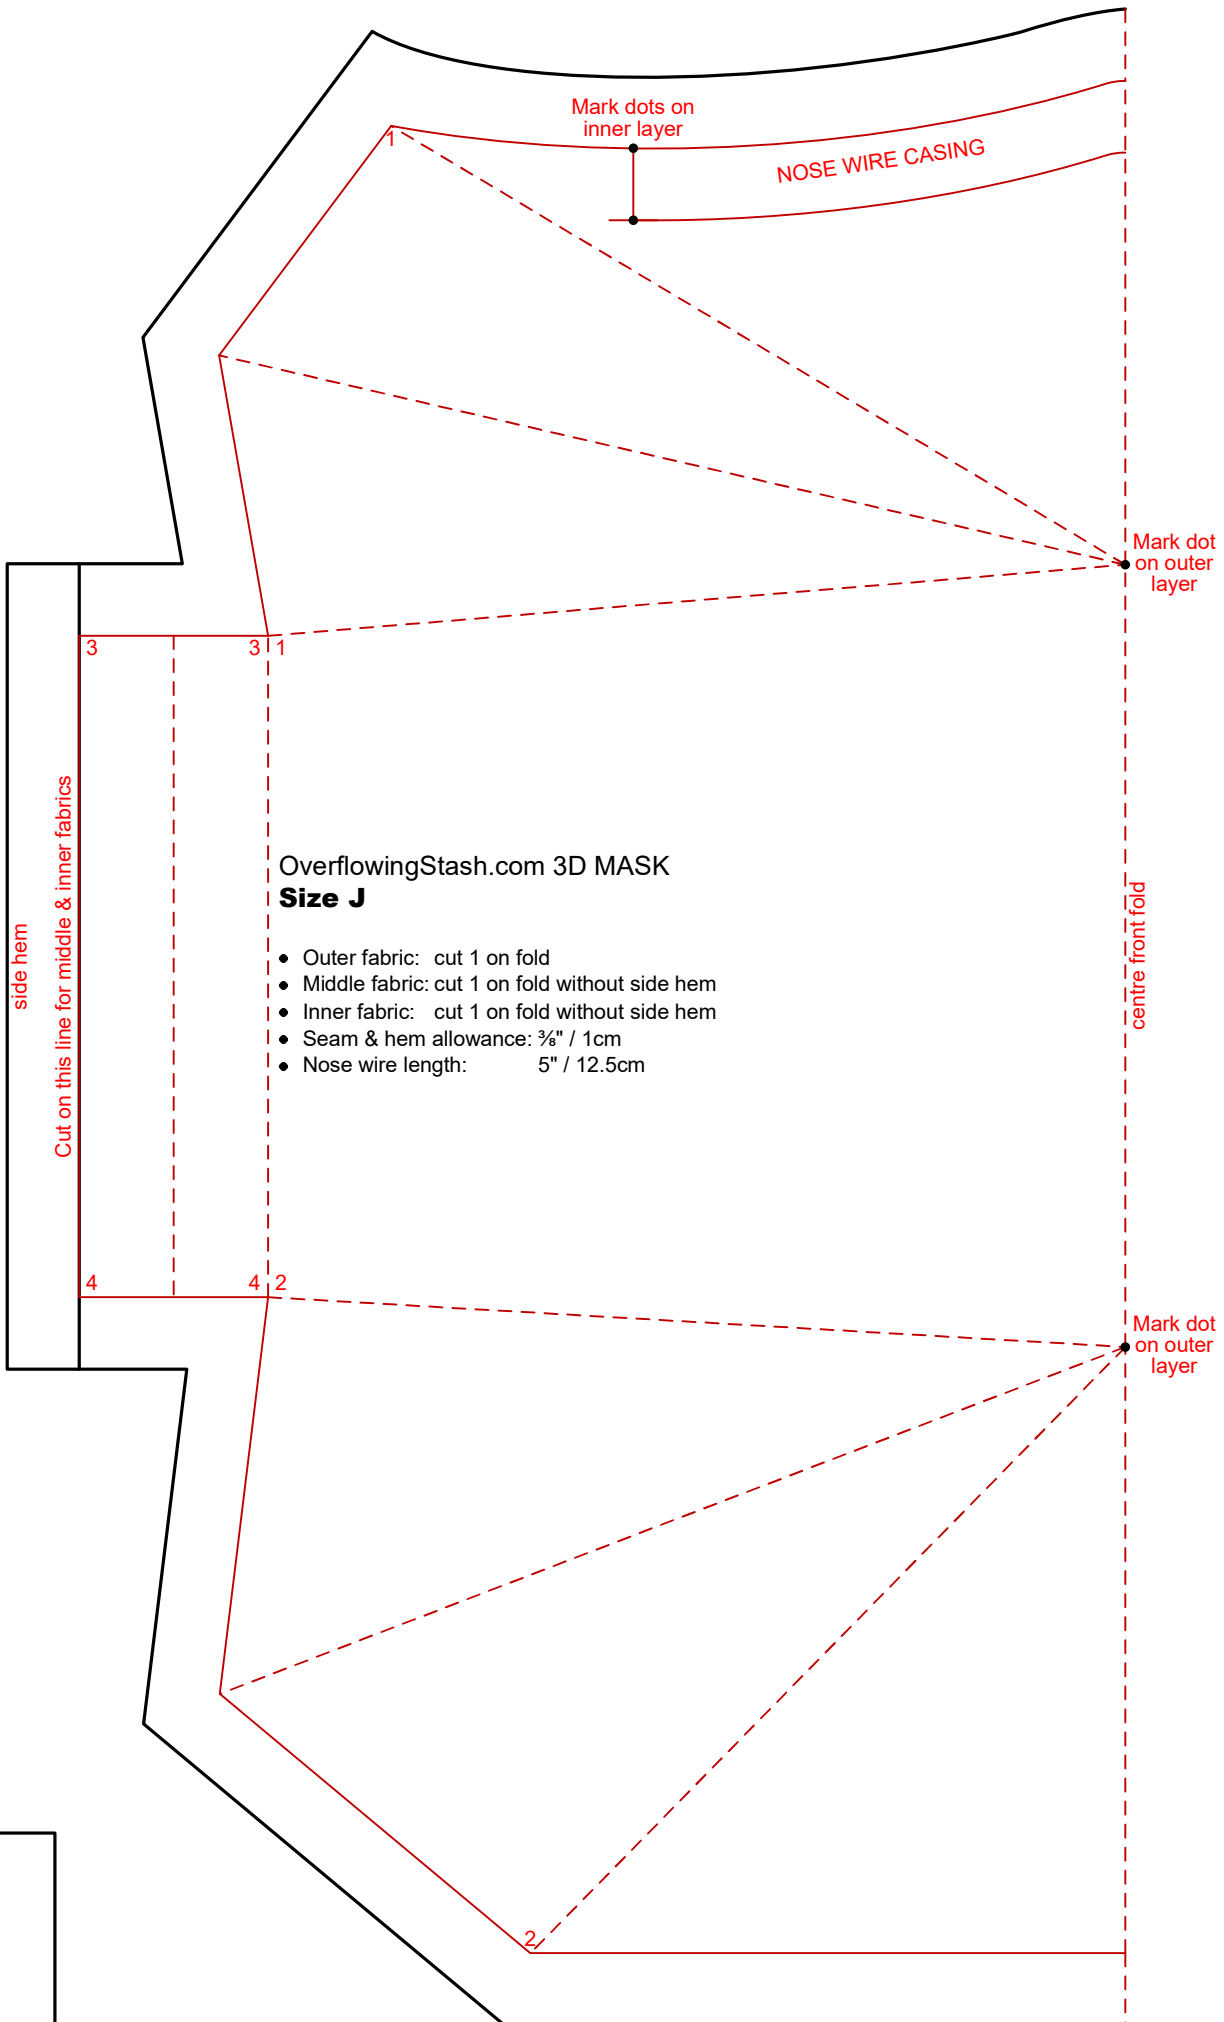 Mark dots on
inner layer
1
NOSE WIRE CASING
Mark dot
on outer
layer
3
3
1
Cut on this line for middle & inner fabrics
side hem
OverflowingStash.com 3D MASK
Size J
• Outer fabric: cut 1 on fold
• Middle fabric: cut 1 on fold without side hem
• Inner fabric: cut 1 on fold without side hem
• Seam & hem allowance: ⅜" / 1cm
• Nose wire length: 5" / 12.5cm
centre front fold
4
4
2
Mark dot
on outer
layer
2